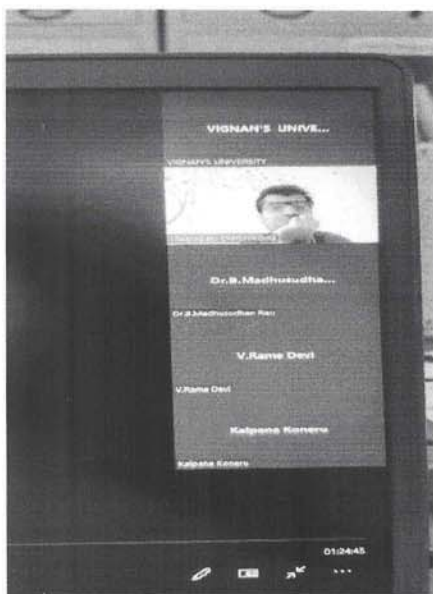 VIGNAN'S UNIVE...
VIGNAN'S UNIVERSITY
Dr.B.Madhusudha...
Dr.B.Madhusudhan Rao
V.Rama Devi
V.Rama Devi
Kalpana Koneru
Kalpana Koneru
01:24:45